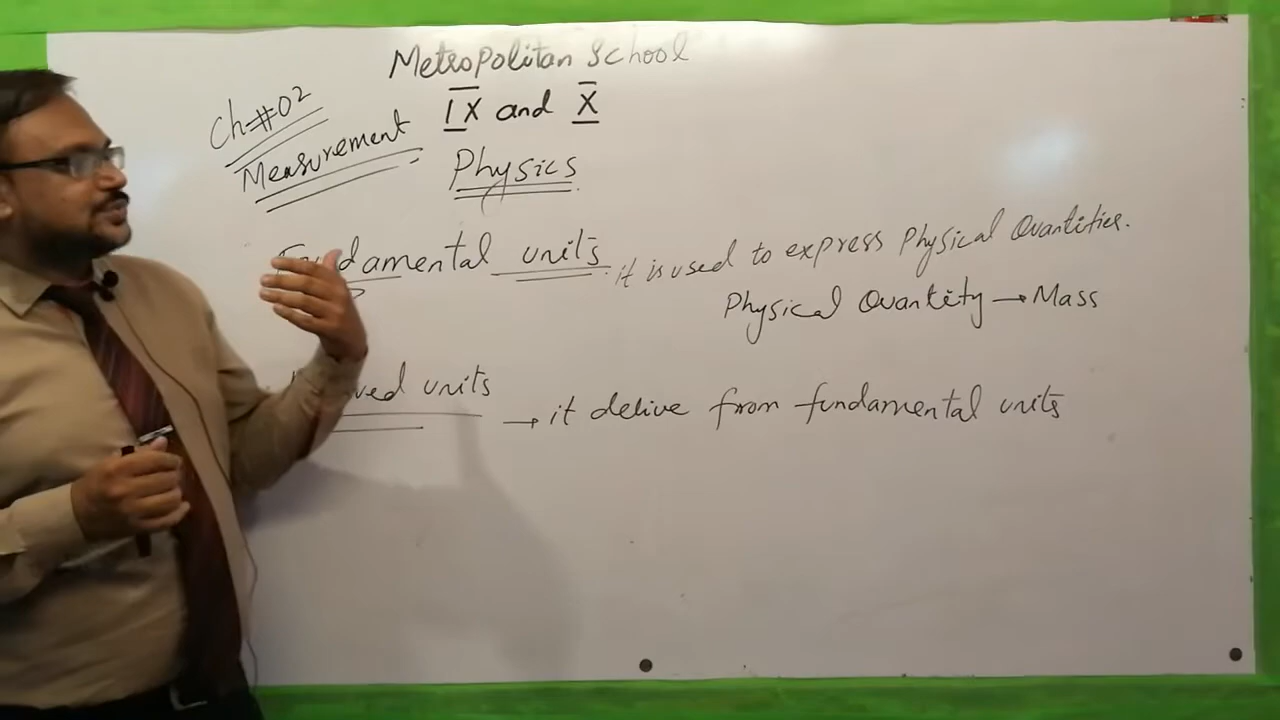 Metropolitan School
Ch#02
Measurement
IX and X
Physics
Fundamental units
it is used to express Physical Quantities.
Physical Quantity → Mass
units
→ it delive from fundamental units